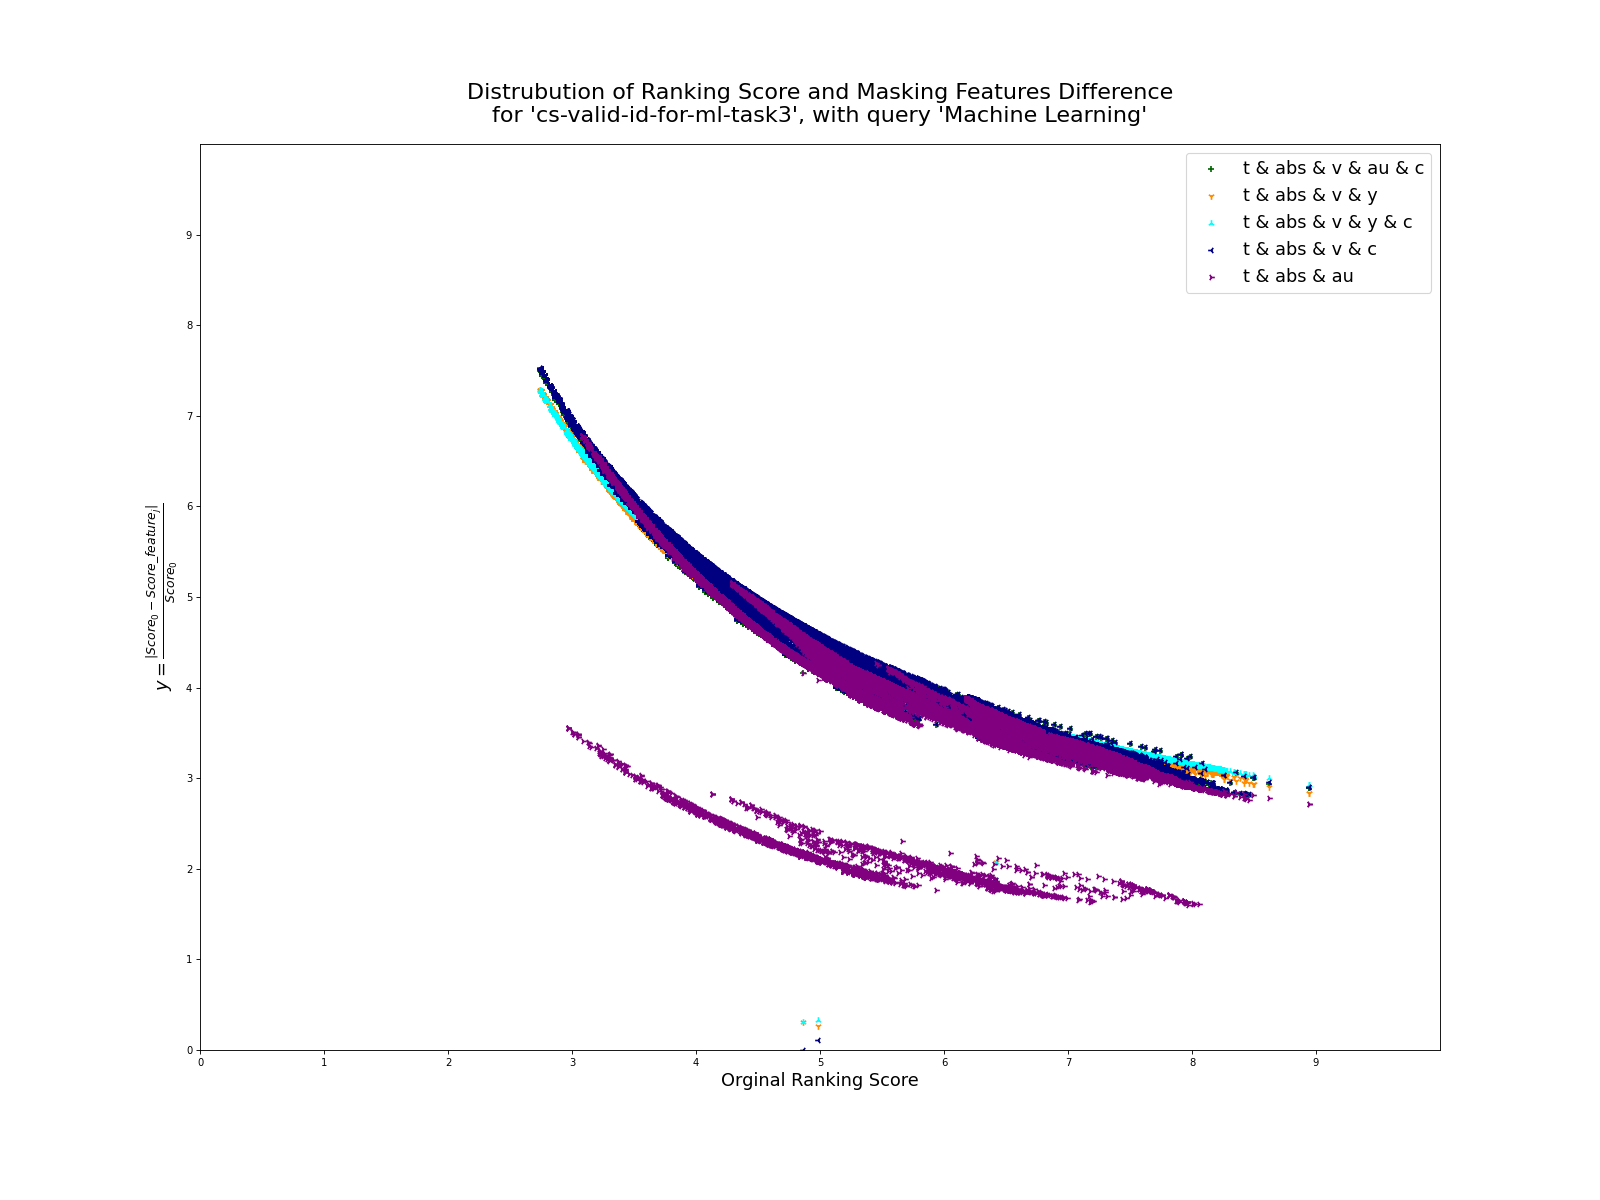 Distrubution of Ranking Score and Masking Features Difference
for 'cs-valid-id-for-ml-task3', with query 'Machine Learning'
t & abs & v & au & c
t & abs & v & y
t & abs & v & y & c
t & abs & v & c
t & abs & au
9
8
7
6
5
4
3
2
1
0
y = |Score₀ − Score_feature_j| / Score₀
0 1 2 3 4 5 6 7 8 9
Orginal Ranking Score